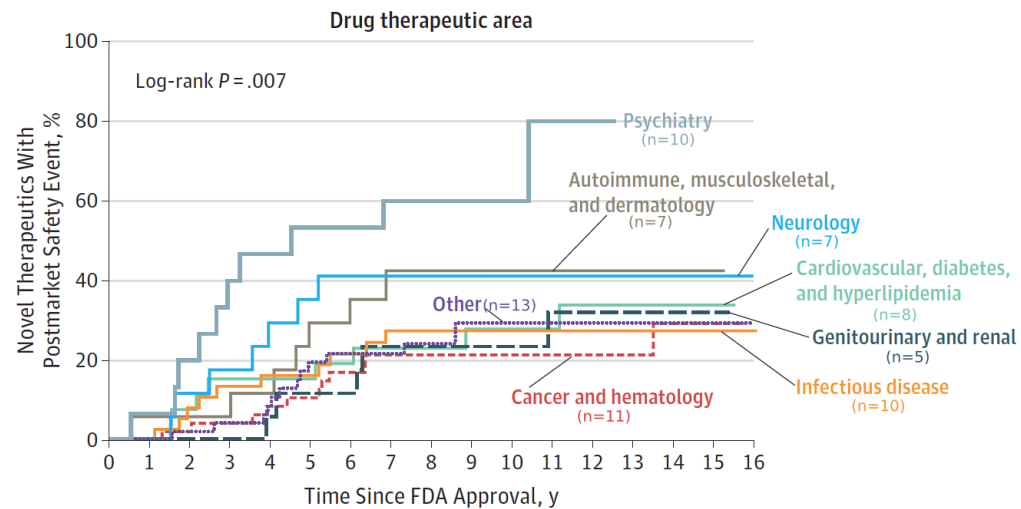 Drug therapeutic area
Novel Therapeutics With
Postmarket Safety Event, %
100
80
60
40
20
0
Log-rank P = .007
Psychiatry
(n=10)
Autoimmune, musculoskeletal,
and dermatology
(n=7)
Neurology
(n=7)
Cardiovascular, diabetes,
and hyperlipidemia
(n=8)
Other(n=13)
Genitourinary and renal
(n=5)
Infectious disease
(n=10)
Cancer and hematology
(n=11)
0 1 2 3 4 5 6 7 8 9 10 11 12 13 14 15 16
Time Since FDA Approval, y